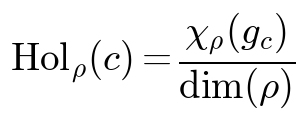 Hol_ρ(c) = χ_ρ(g_c) / dim(ρ)